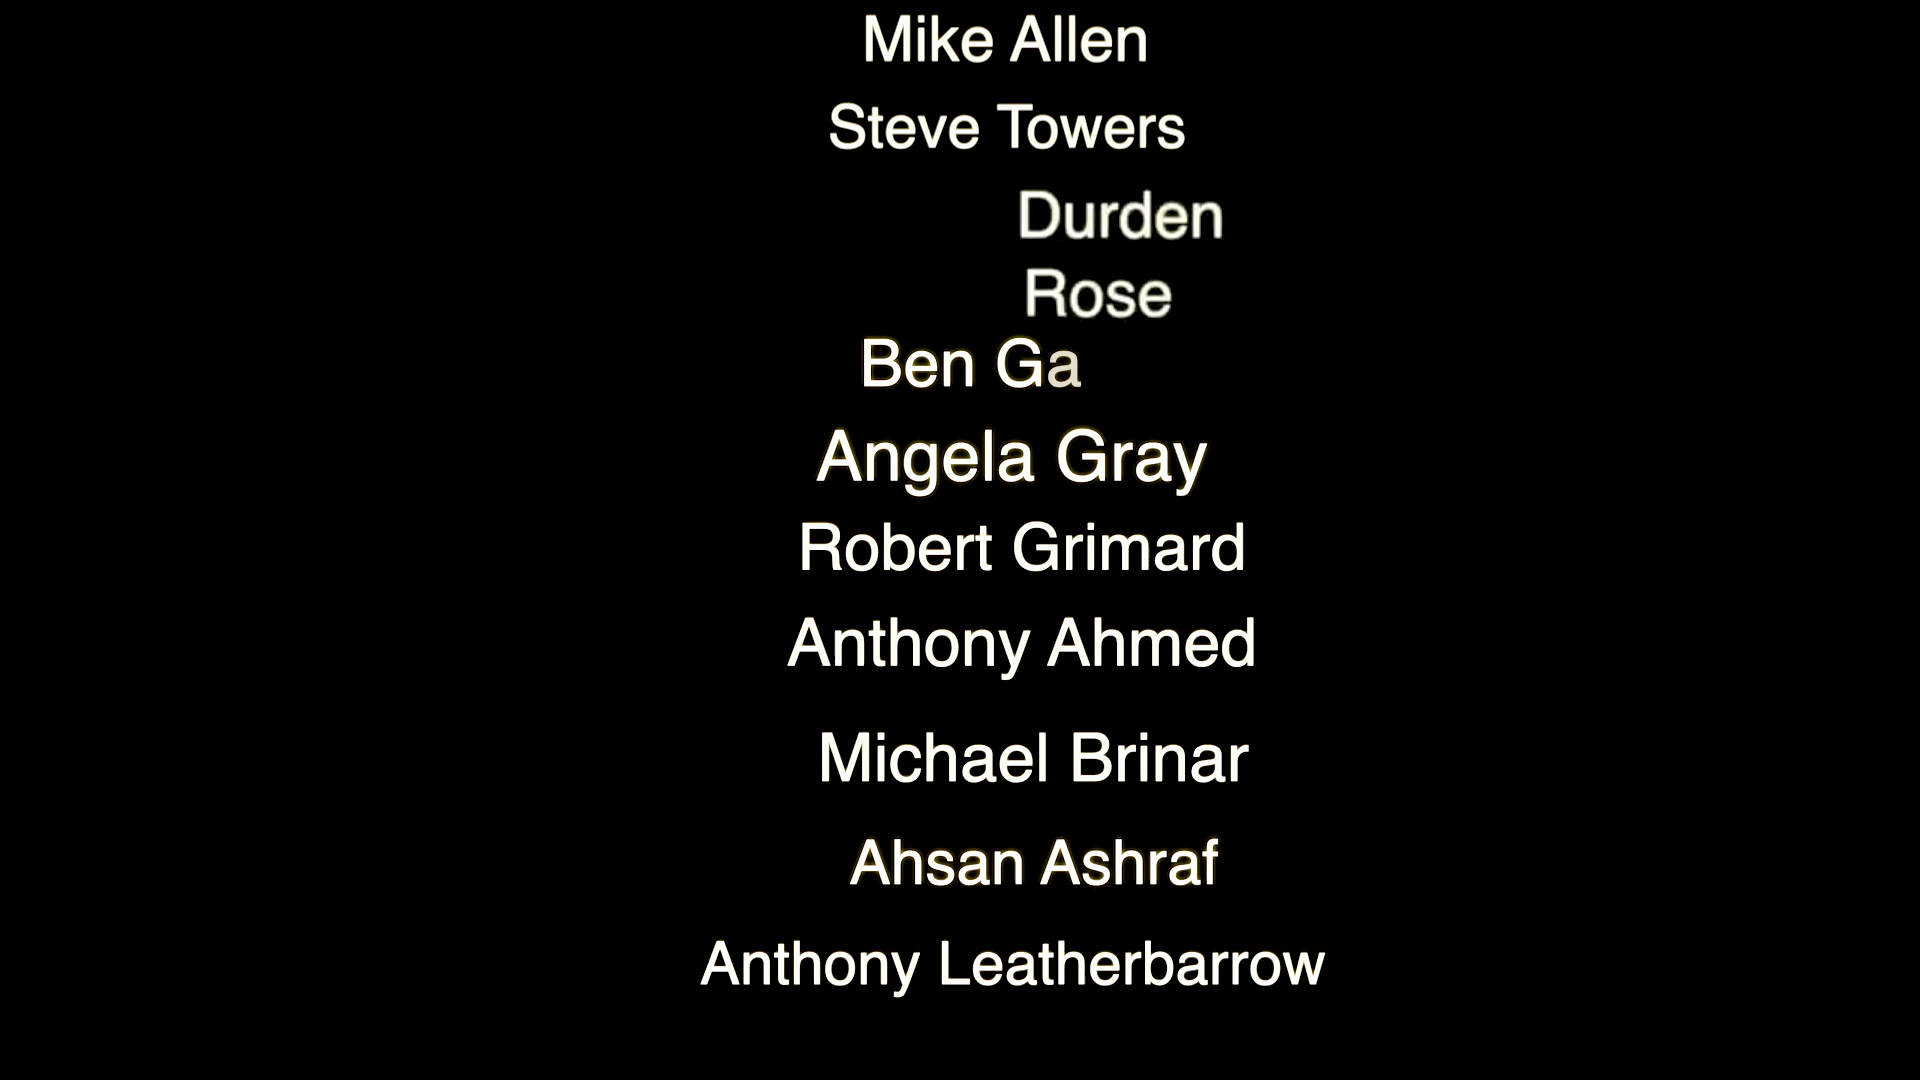 Mike Allen
Steve Towers
Durden
Rose
Ben Ga
Angela Gray
Robert Grimard
Anthony Ahmed
Michael Brinar
Ahsan Ashraf
Anthony Leatherbarrow